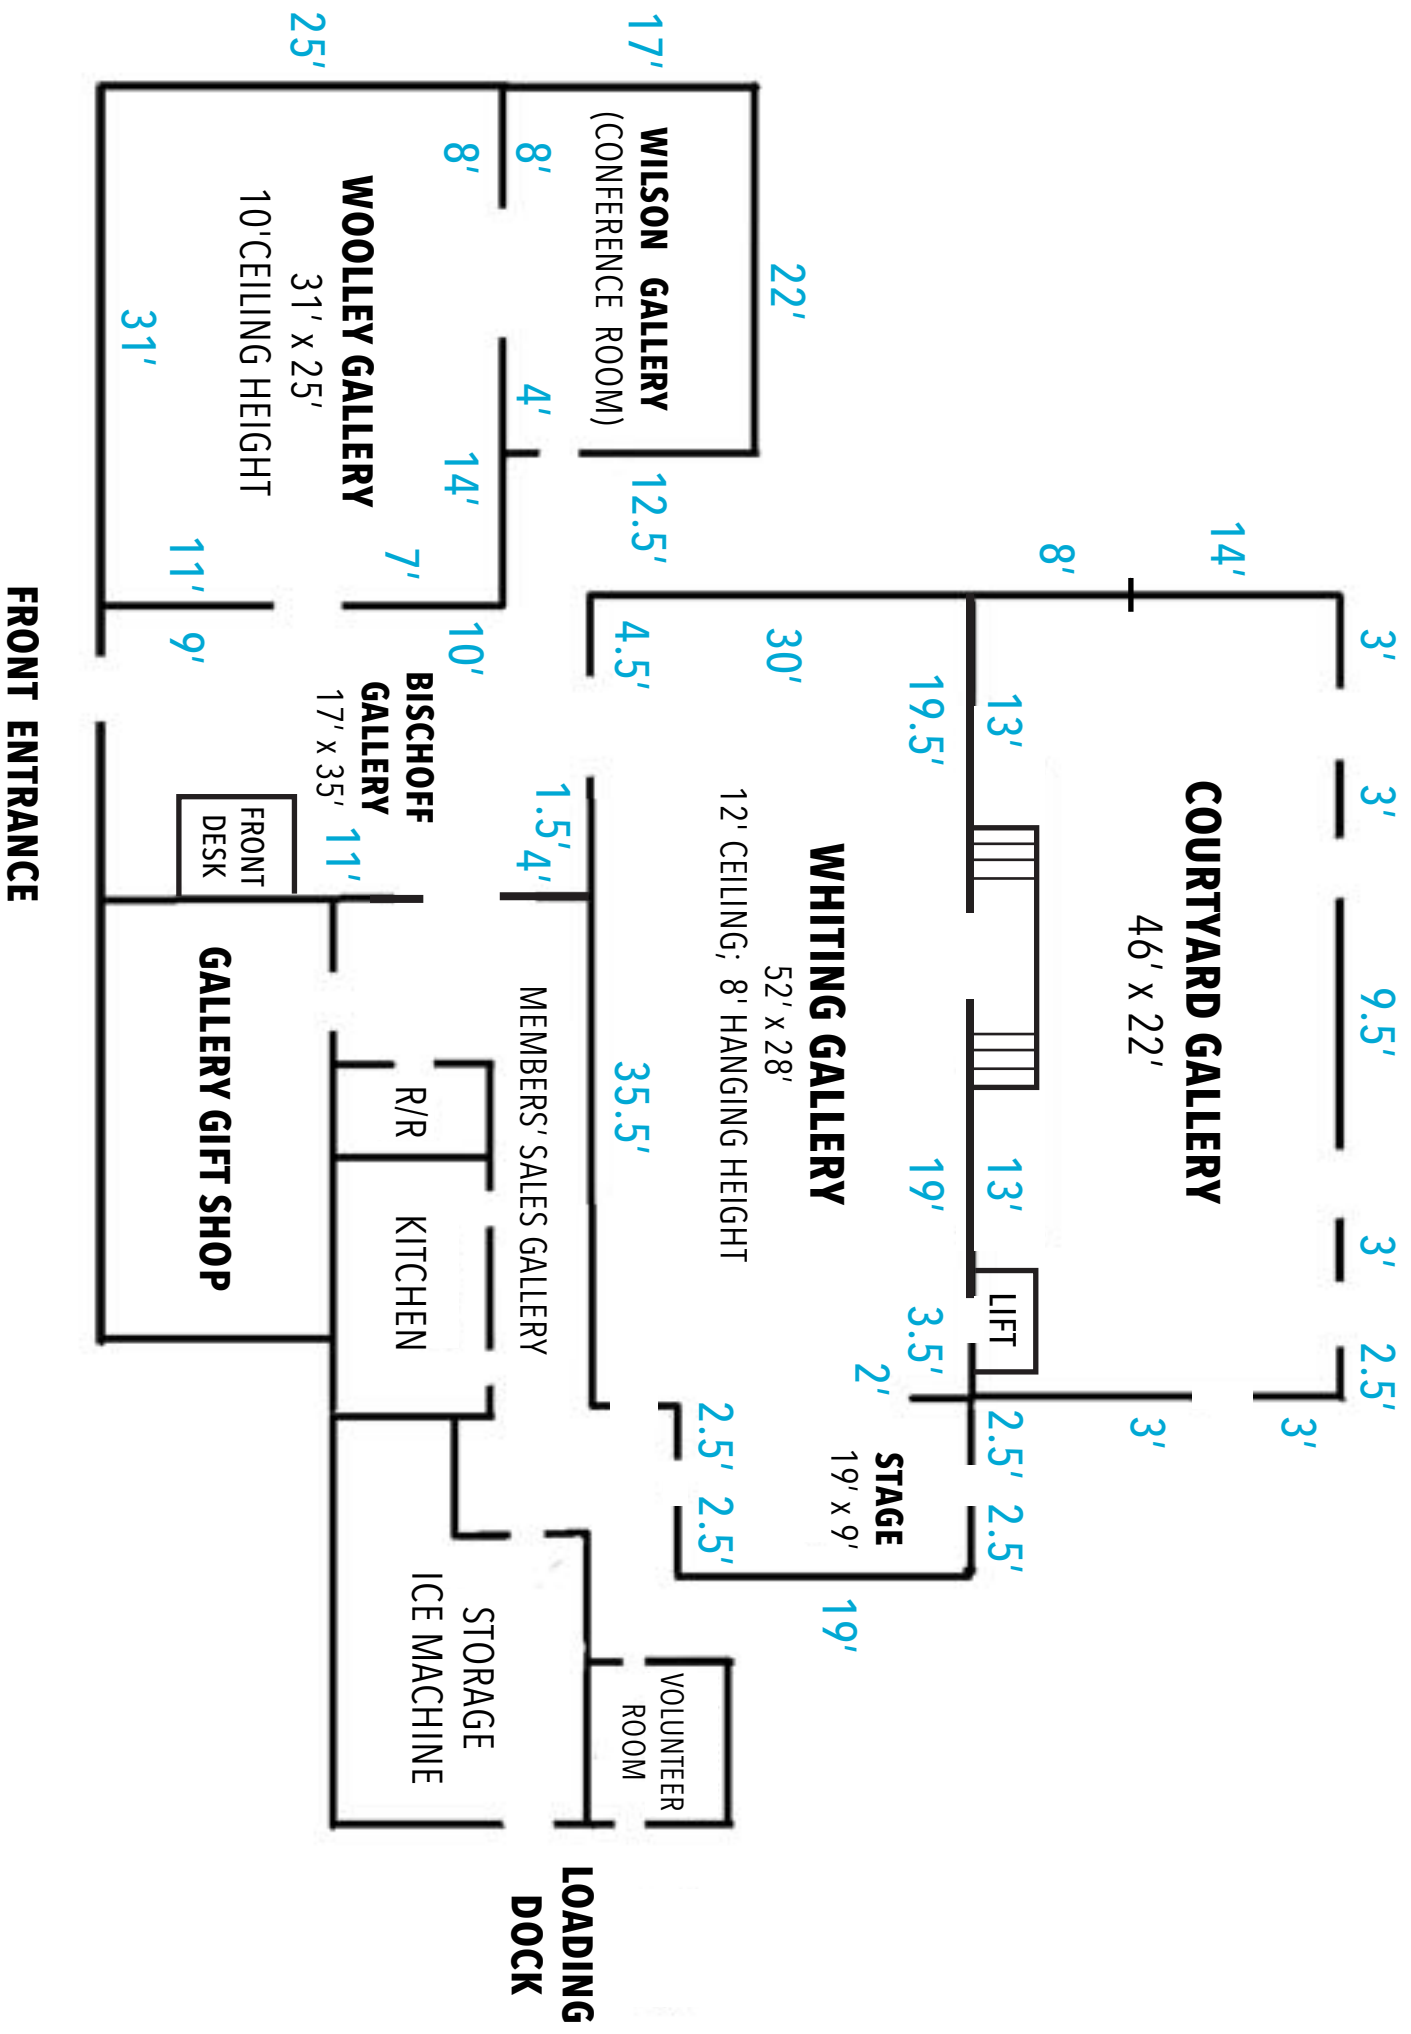 3'
3'
9.5'
3'
2.5'
14'
8'
COURTYARD GALLERY
46' x 22'
3'
3'
13'
13'
LIFT
2.5'
2.5'
19.5'
19'
3.5'
2'
30'
WHITING GALLERY
52' x 28'
12' CEILING; 8' HANGING HEIGHT
STAGE
19' x 9'
19'
22'
17'
WILSON GALLERY
(CONFERENCE ROOM)
12.5'
4.5'
35.5'
2.5'
2.5'
VOLUNTEER
ROOM
8'
4'
1.5'
4'
8'
14'
10'
MEMBERS' SALES GALLERY
LOADING
DOCK
25'
WOOLLEY GALLERY
31' x 25'
10'CEILING HEIGHT
7'
BISCHOFF
GALLERY
17' x 35'
11'
R/R
KITCHEN
STORAGE
ICE MACHINE
11'
9'
FRONT
DESK
GALLERY GIFT SHOP
31'
FRONT ENTRANCE